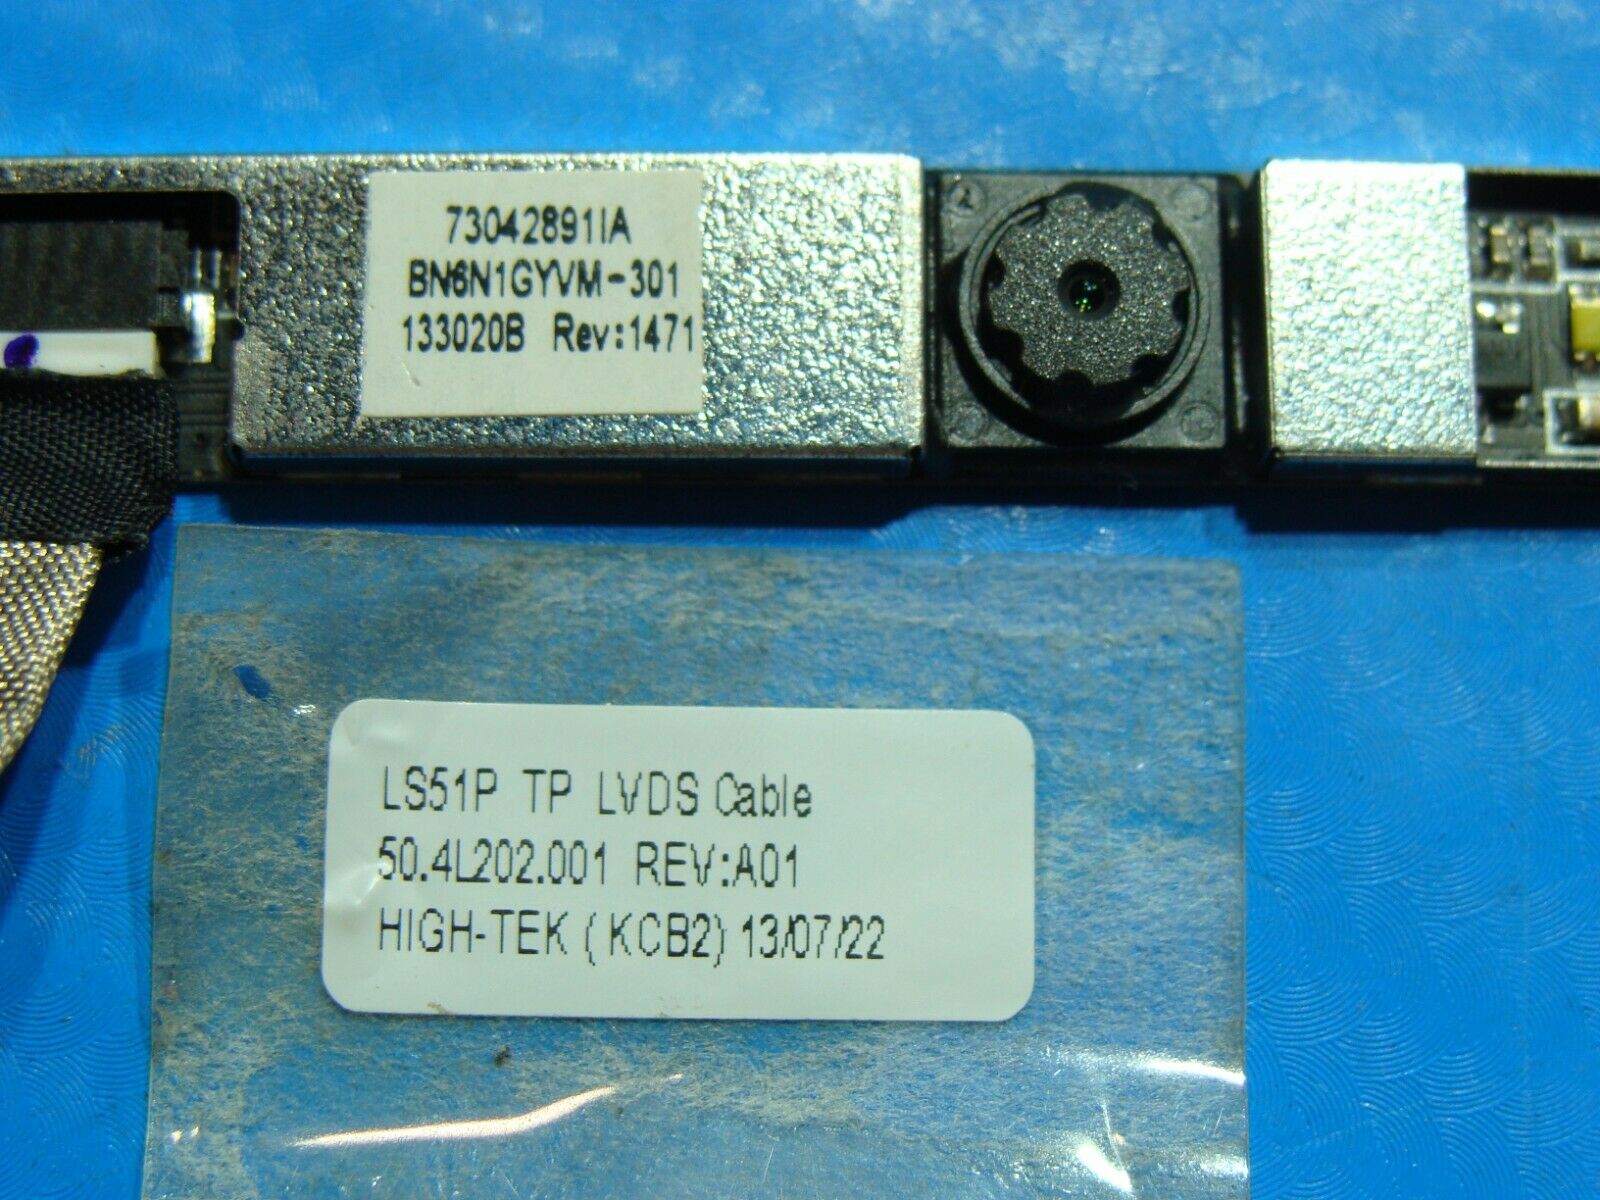 730428911A
BN6N1GYVM-301
133020B Rev:1471
LS51P TP LVDS Cable
50.4L202.001 REV:A01
HIGH-TEK (KCB2) 13/07/22